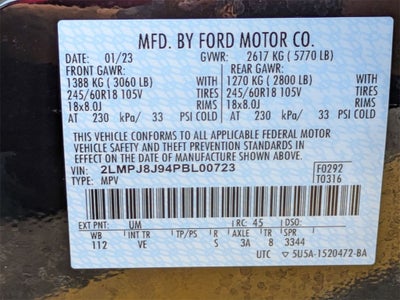 MFD. BY FORD MOTOR CO.
DATE: 01/23 GVWR: 2617 KG (5770 LB)
FRONT GAWR: REAR GAWR:
1388 KG (3060 LB) WITH 1270 KG (2800 LB) WITH
245/60R18 105V TIRES 245/60R18 105V TIRES
18x8.0J RIMS 18x8.0J RIMS
AT 230 kPa/ 33 PSI COLD AT 230 kPa/ 33 PSI COLD
THIS VEHICLE CONFORMS TO ALL APPLICABLE FEDERAL MOTOR
VEHICLE SAFETY AND THEFT PREVENTION STANDARDS IN EFFECT ON
THE DATE OF MANUFACTURE SHOWN ABOVE.
VIN: 2LMPJ8J94PBL00723 F0292
TYPE: MPV T0316
EXT PNT: UM RC: 45 DSO:
WB BRK INT TR TP/PS R AXLE TR SPR
112 VE S 3A 8 3344
UTC 5U5A-1520472-BA